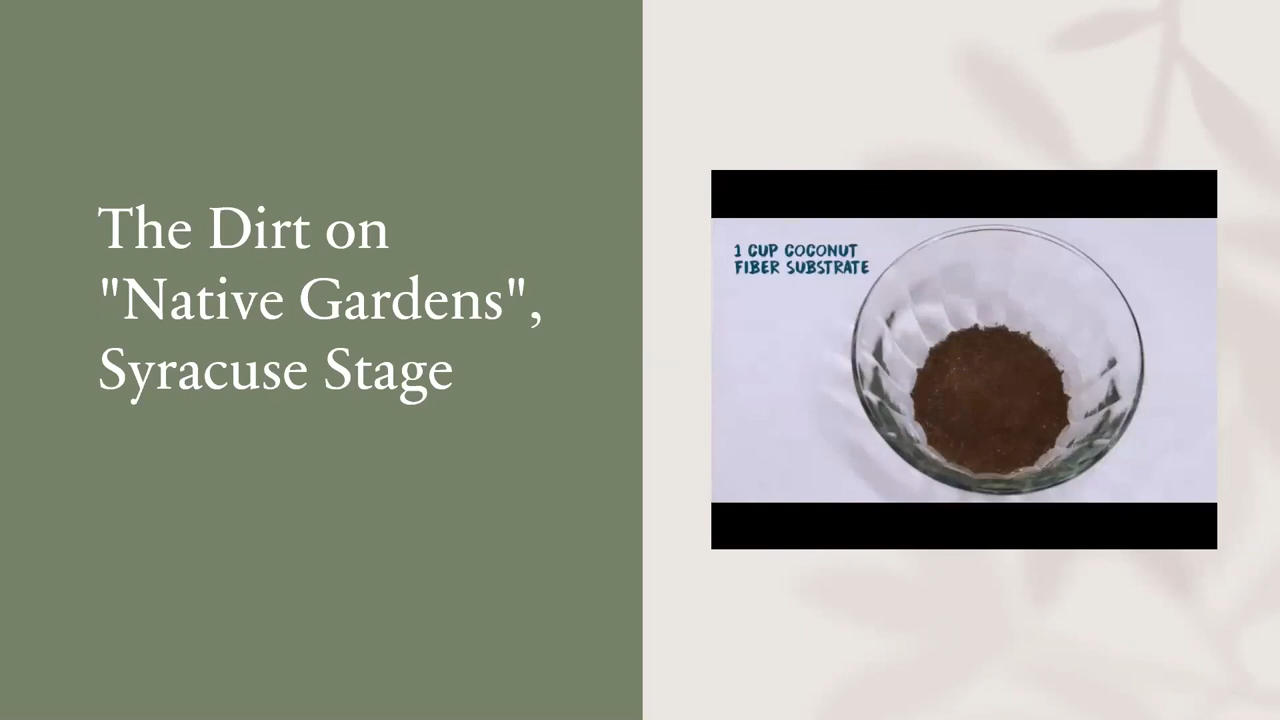 The Dirt on
"Native Gardens",
Syracuse Stage
1 CUP COCONUT
FIBER SUBSTRATE